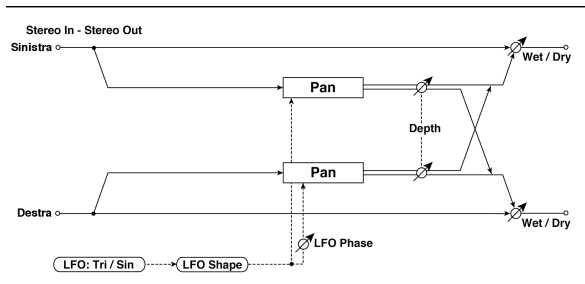 Stereo In - Stereo Out
Sinistra
Wet / Dry
Pan
Depth
Pan
Destra
Wet / Dry
LFO Phase
LFO: Tri / Sin
LFO Shape